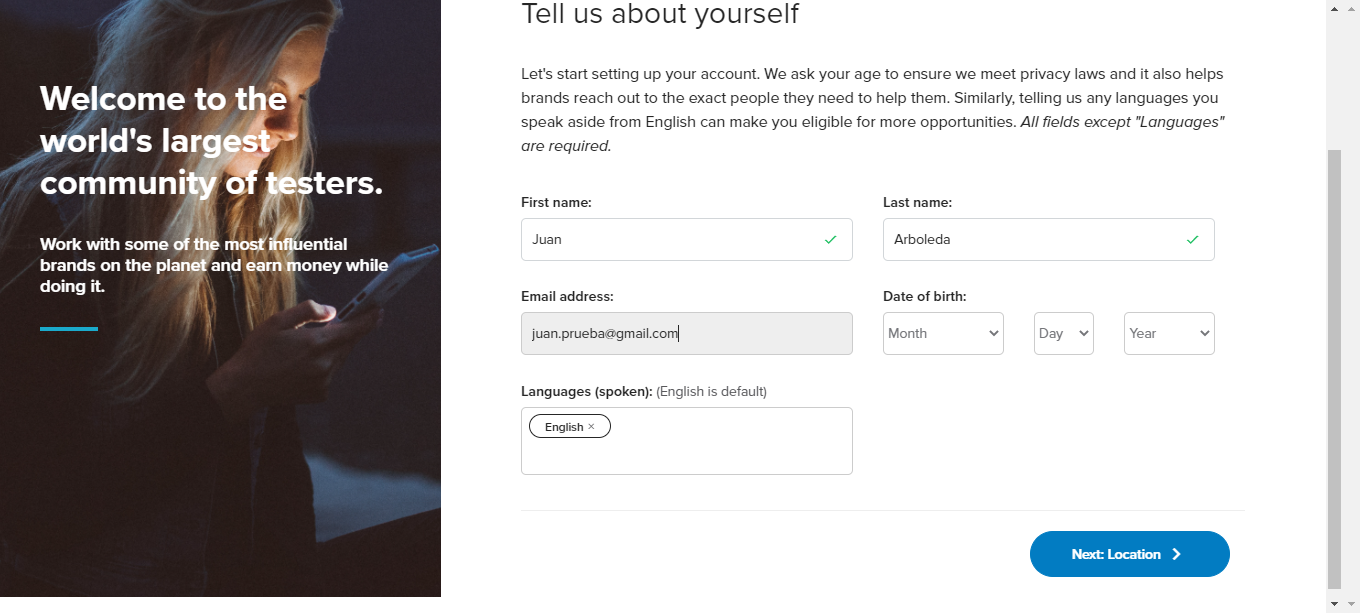 Welcome to the
world's largest
community of testers.
Work with some of the most influential
brands on the planet and earn money while
doing it.
Tell us about yourself
Let's start setting up your account. We ask your age to ensure we meet privacy laws and it also helps
brands reach out to the exact people they need to help them. Similarly, telling us any languages you
speak aside from English can make you eligible for more opportunities. All fields except "Languages"
are required.
First name: Last name:
Juan Arboleda
Email address: Date of birth:
juan.prueba@gmail.com Month Day Year
Languages (spoken): (English is default)
English ×
Next: Location